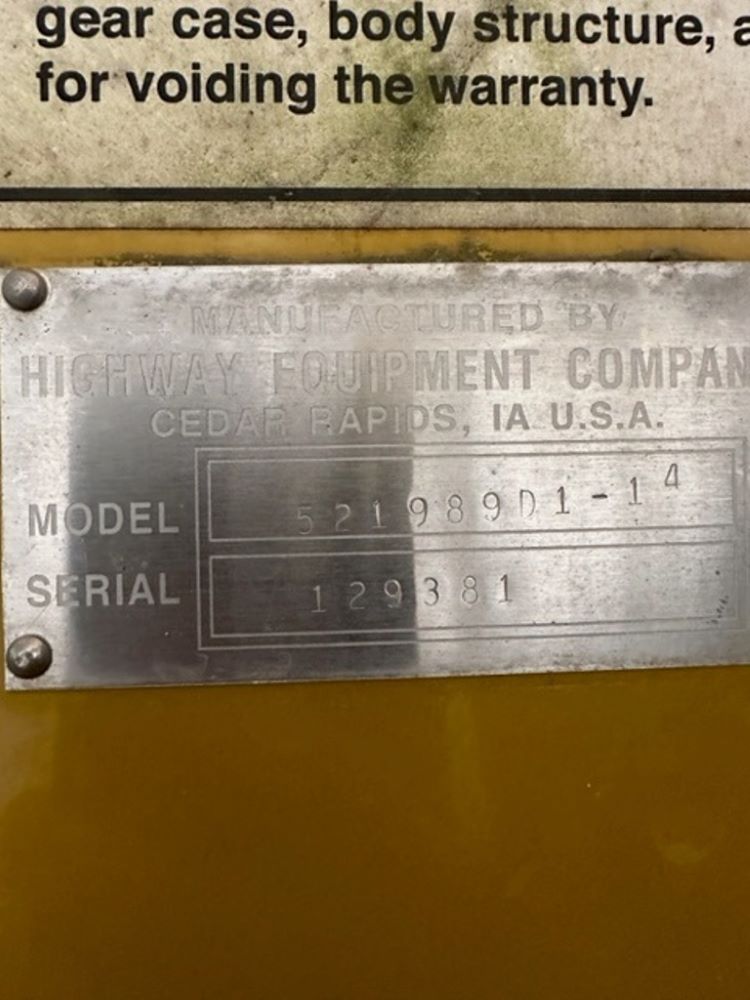 gear case, body structure, a
for voiding the warranty.
MANUFACTURED BY
HIGHWAY EQUIPMENT COMPAN
CEDAR RAPIDS, IA U.S.A.
MODEL 521989D1-14
SERIAL 129381